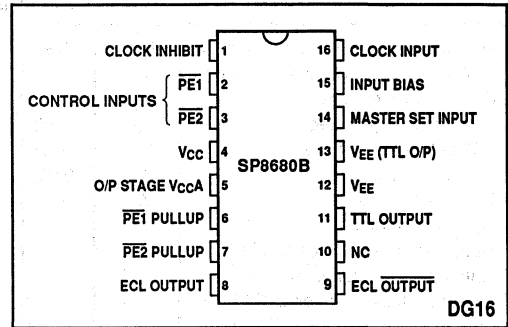 CLOCK INHIBIT 1 16 CLOCK INPUT
PE1 2 15 INPUT BIAS
CONTROL INPUTS
PE2 3 14 MASTER SET INPUT
VCC 4 13 VEE (TTL O/P)
SP8680B
O/P STAGE VCCA 5 12 VEE
PE1 PULLUP 6 11 TTL OUTPUT
PE2 PULLUP 7 10 NC
ECL OUTPUT 8 9 ECL OUTPUT
DG16